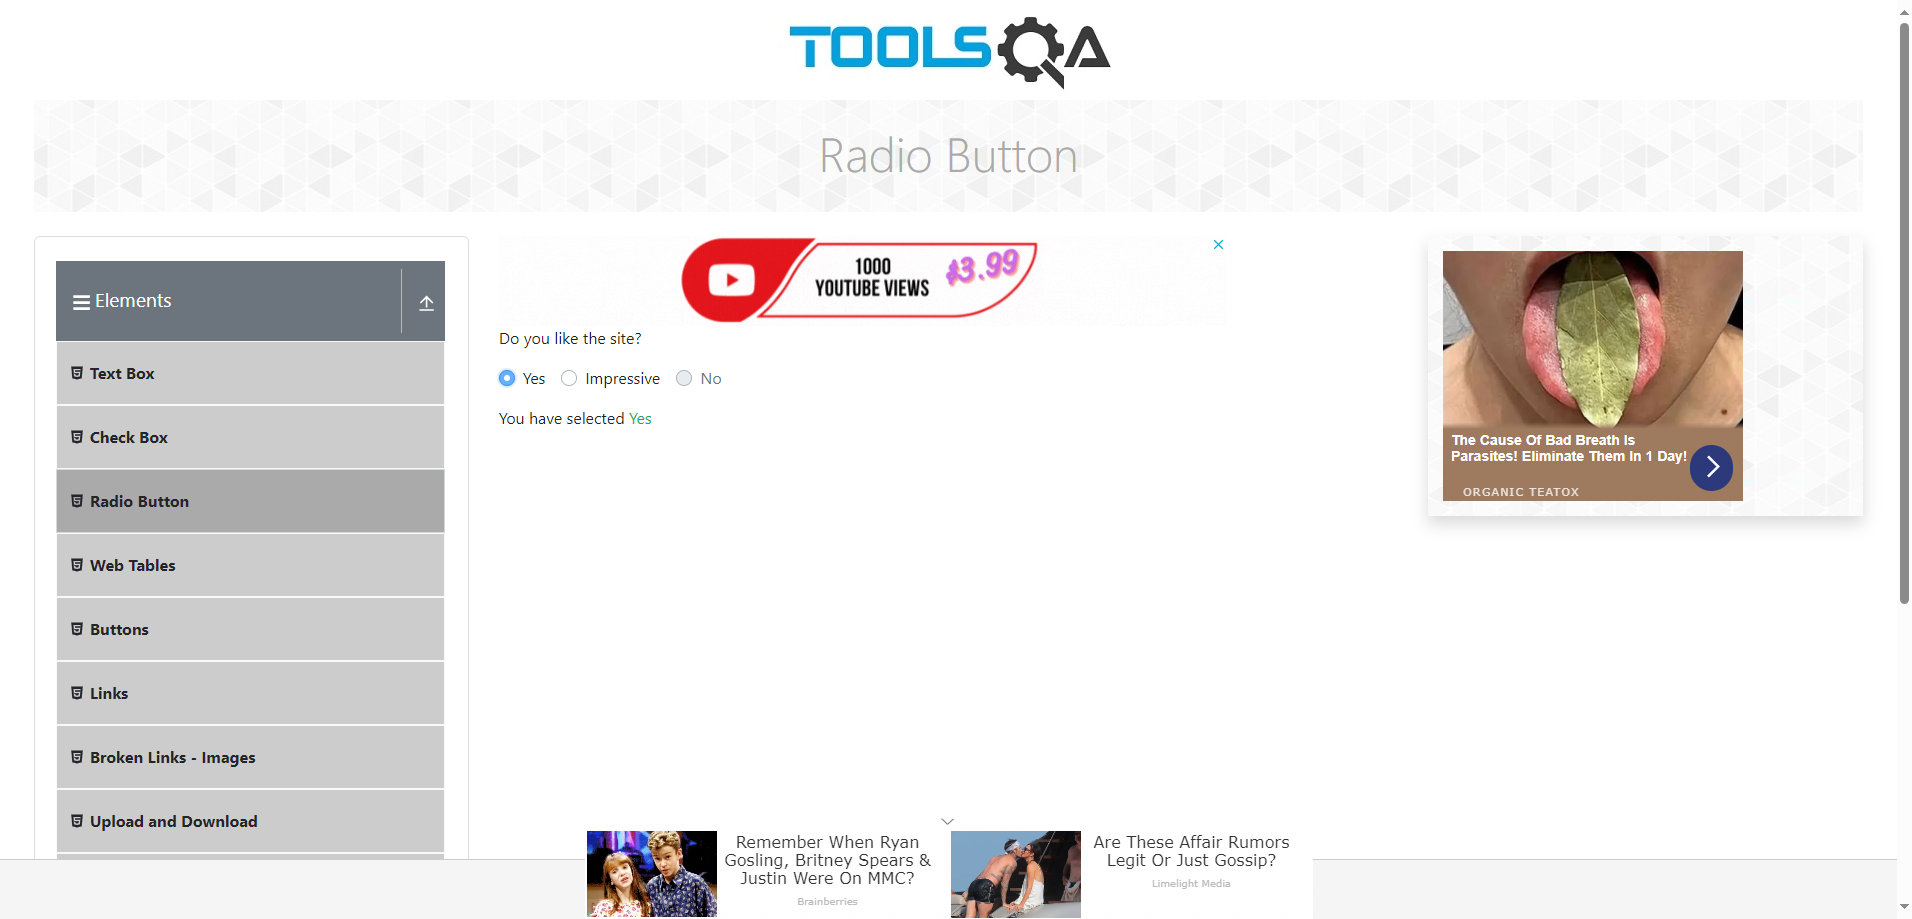 TOOLSQA
Radio Button
Elements
Text Box
Check Box
Radio Button
Web Tables
Buttons
Links
Broken Links - Images
Upload and Download
1000
YOUTUBE VIEWS
$3.99
Do you like the site?
Yes
Impressive
No
You have selected Yes
The Cause Of Bad Breath Is
Parasites! Eliminate Them In 1 Day!
ORGANIC TEATOX
Remember When Ryan
Gosling, Britney Spears &
Justin Were On MMC?
Brainberries
Are These Affair Rumors
Legit Or Just Gossip?
Limelight Media